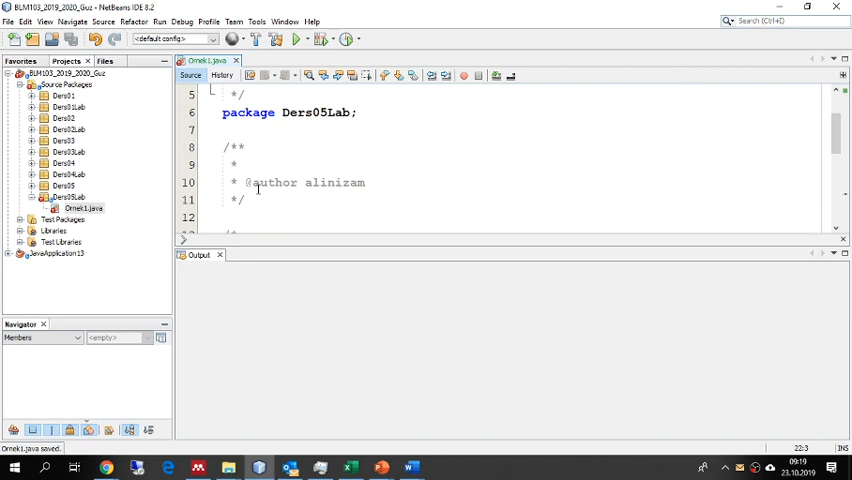 BLM103_2019_2020_Guz - NetBeans IDE 8.2
File Edit View Navigate Source Refactor Run Debug Profile Team Tools Window Help
Search (Ctrl+I)
<default config>
Favorites Projects Files
Ornek1.java
Source History
BLM103_2019_2020_Guz
Source Packages
Ders01
Ders01Lab
Ders02
Ders02Lab
Ders03
Ders03Lab
Ders04
Ders04Lab
Ders05
Ders05Lab
Ornek1.java
Test Packages
Libraries
Test Libraries
JavaApplication13
5 */
6 package Ders05Lab;
7
8 /**
9 *
10 * @author alinizam
11 */
12
Output
Navigator
Members <empty>
Ornek1.java saved.
22:3 INS
09:19
23.10.2019